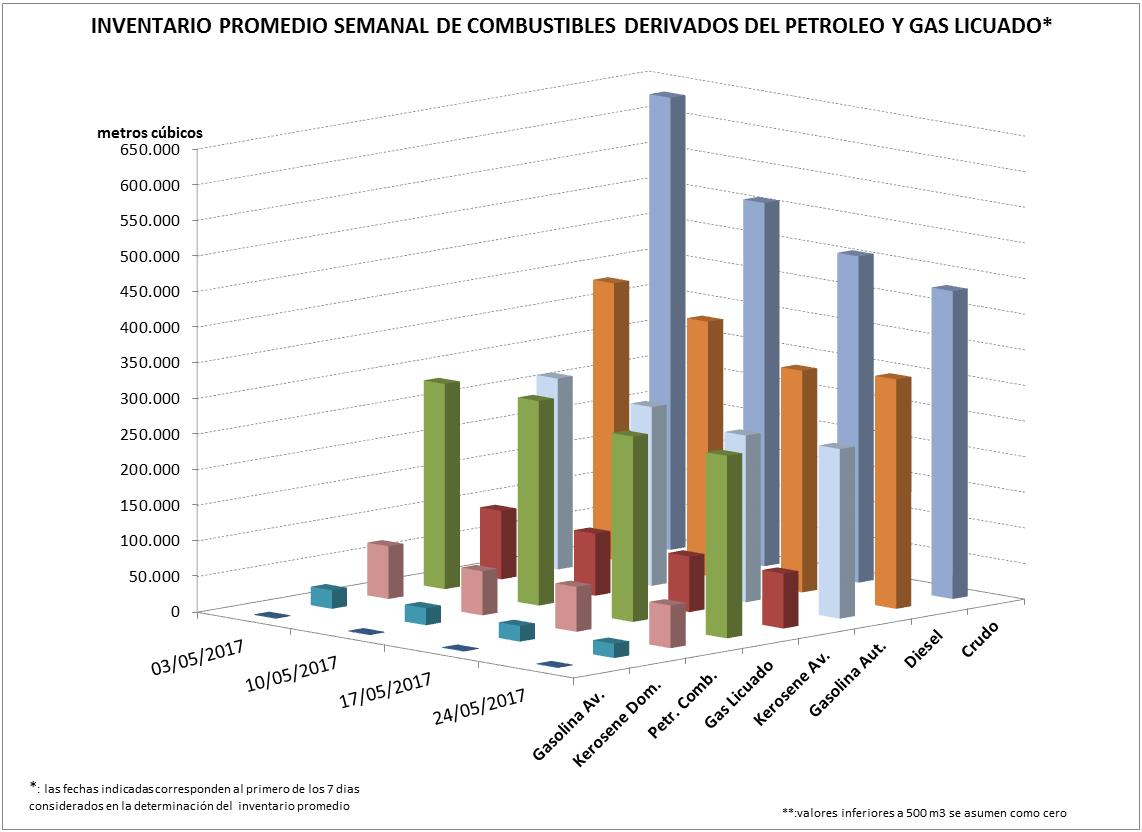 INVENTARIO PROMEDIO SEMANAL DE COMBUSTIBLES DERIVADOS DEL PETROLEO Y GAS LICUADO*
metros cúbicos
650.000
600.000
550.000
500.000
450.000
400.000
350.000
300.000
250.000
200.000
150.000
100.000
50.000
0
03/05/2017
10/05/2017
17/05/2017
24/05/2017
Gasolina Av.
Kerosene Dom.
Petr. Comb.
Gas Licuado
Kerosene Av.
Gasolina Aut.
Diesel
Crudo
*: las fechas indicadas corresponden al primero de los 7 dias
considerados en la determinación del inventario promedio
**:valores inferiores a 500 m3 se asumen como cero